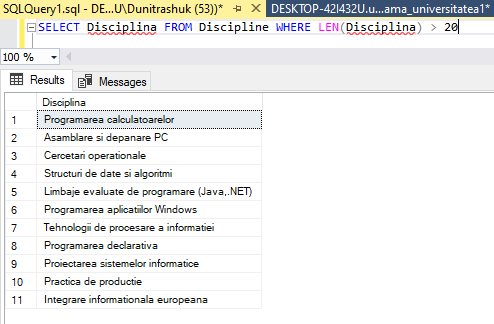 SQLQuery1.sql - DE...U\Dunitrashuk (53))* DESKTOP-42I432U.u...ama_universitatea1*
SELECT Disciplina FROM Discipline WHERE LEN(Disciplina) > 20
100 %
Results Messages
Disciplina
1 Programarea calculatoarelor
2 Asamblare si depanare PC
3 Cercetari operationale
4 Structuri de date si algoritmi
5 Limbaje evaluate de programare (Java,.NET)
6 Programarea aplicatiilor Windows
7 Tehnologii de procesare a informatiei
8 Programarea declarativa
9 Proiectarea sistemelor informatice
10 Practica de productie
11 Integrare informationala europeana